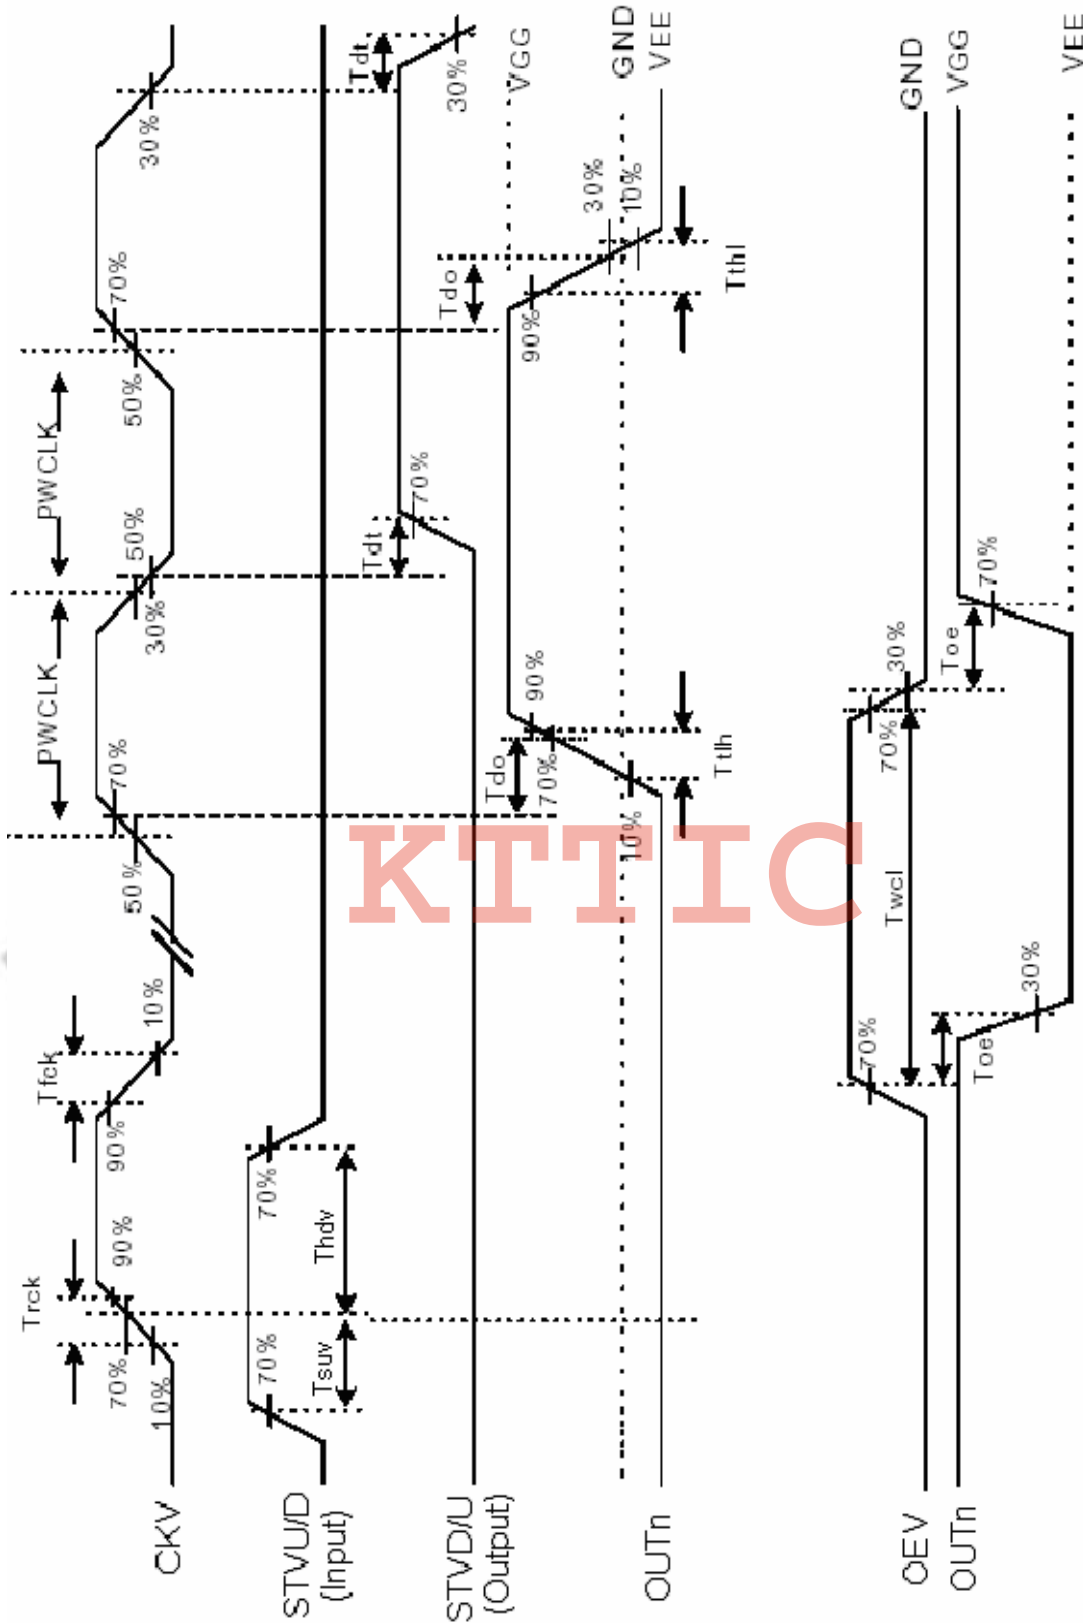 Trck
Tfck
PWCLK
PWCLK
CKV
70%
10%
90%
90%
10%
50%
70%
30%
50%
50%
70%
30%
STVU/D
(Input)
70%
70%
Tsuv
Thdv
STVD/U
(Output)
Tdt
70%
Tdt
30%
OUTn
10%
Tdo
70%
90%
Ttlh
Tdo
90%
30%
10%
Tthl
VGG
GND
VEE
KTTIC
OEV
70%
Twcl
70%
30%
GND
OUTn
Toe
30%
Toe
70%
VGG
VEE